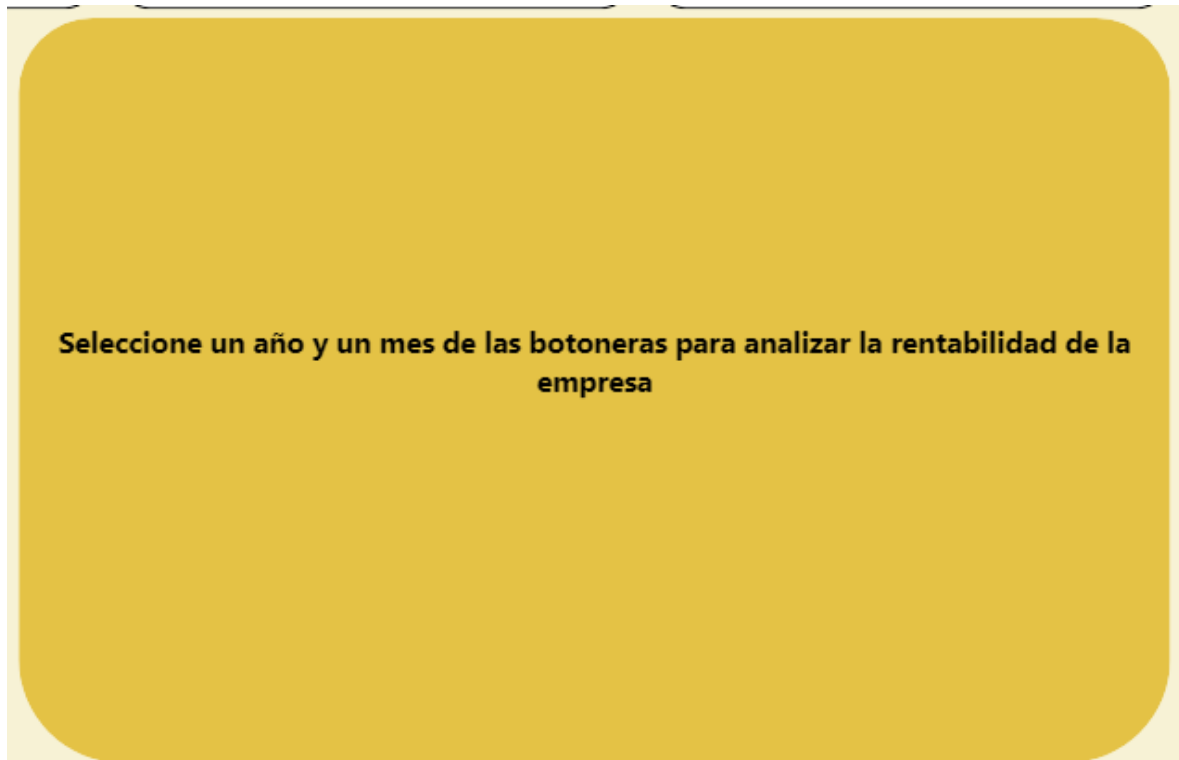 Seleccione un año y un mes de las botoneras para analizar la rentabilidad de la
empresa